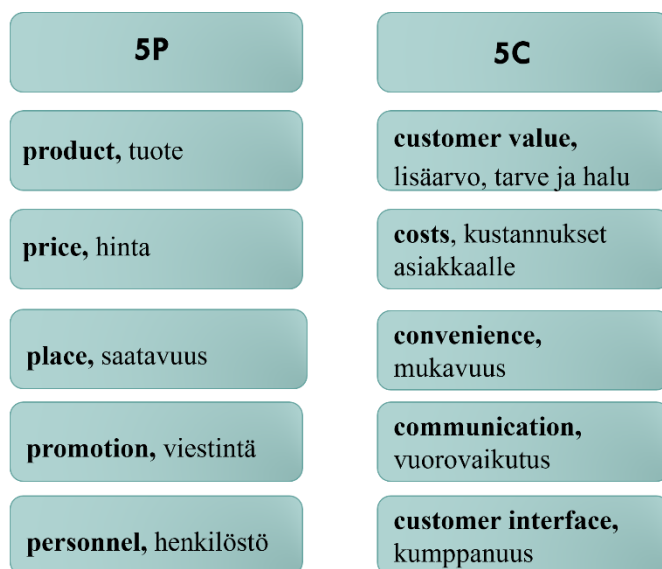 5P
5C
product, tuote
customer value,
lisäarvo, tarve ja halu
price, hinta
costs, kustannukset
asiakkaalle
place, saatavuus
convenience,
mukavuus
promotion, viestintä
communication,
vuorovaikutus
personnel, henkilöstö
customer interface,
kumppanuus